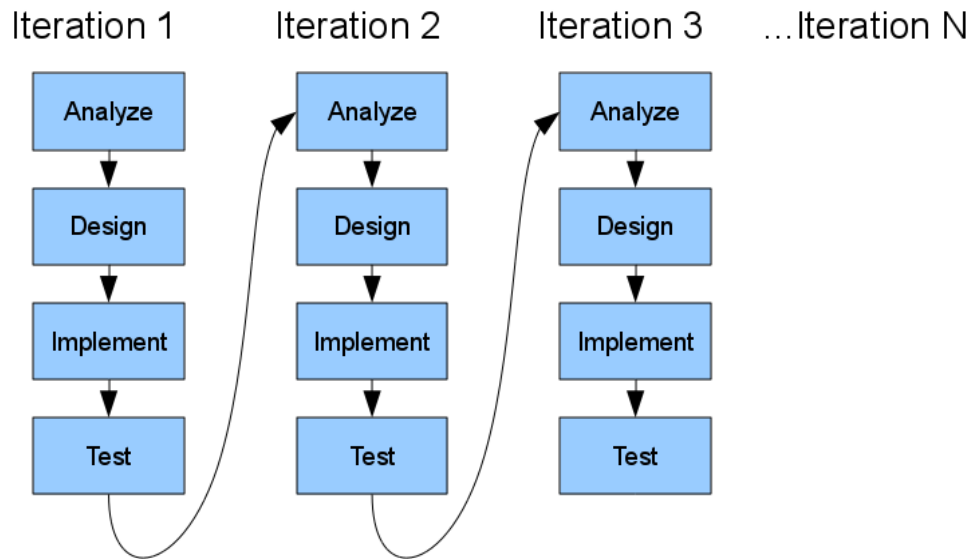 Iteration 1 Iteration 2 Iteration 3 ...Iteration N
Analyze Analyze Analyze
Design Design Design
Implement Implement Implement
Test Test Test